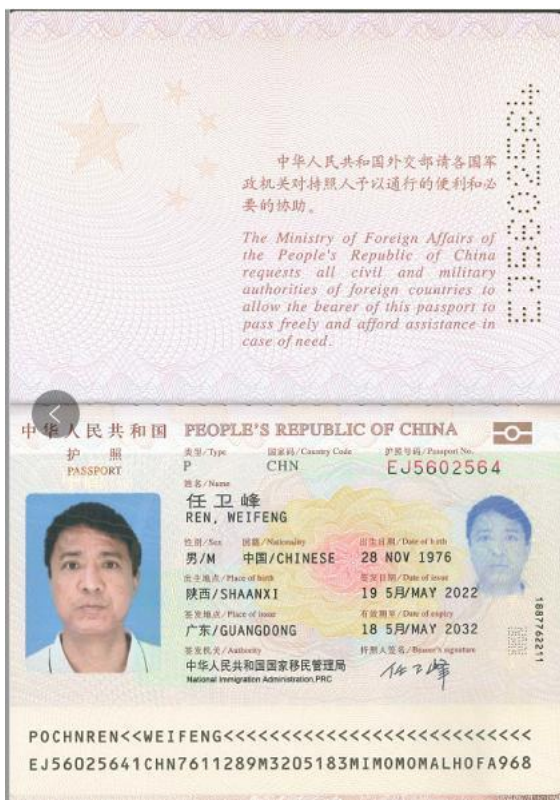 中华人民共和国外交部请各国军
政机关对持照人予以通行的便利和必
要的协助。
The Ministry of Foreign Affairs of
the People's Republic of China
requests all civil and military
authorities of foreign countries to
allow the bearer of this passport to
pass freely and afford assistance in
case of need.
中华人民共和国 PEOPLE'S REPUBLIC OF CHINA
护照 类型/Type 国家码/Country Code 护照号码/Passport No.
PASSPORT P CHN EJ5602564
姓名/Name
任卫峰
REN, WEIFENG
性别/Sex 国籍/Nationality 出生日期/Date of birth
男/M 中国/CHINESE 28 NOV 1976
出生地点/Place of birth 签发日期/Date of issue
陕西/SHAANXI 19 5月/MAY 2022
签发地点/Place of issue 有效期至/Date of expiry
广东/GUANGDONG 18 5月/MAY 2032
签发机关/Authority 持照人签名/Bearer's signature
中华人民共和国国家移民管理局 任卫峰
National Immigration Administration,PRC
1887762211
POCHNREN<<WEIFENG<<<<<<<<<<<<<<<<<<<<<<<<<<<
EJ56025641CHN7611289M3205183MIMOMOMALHOFA968